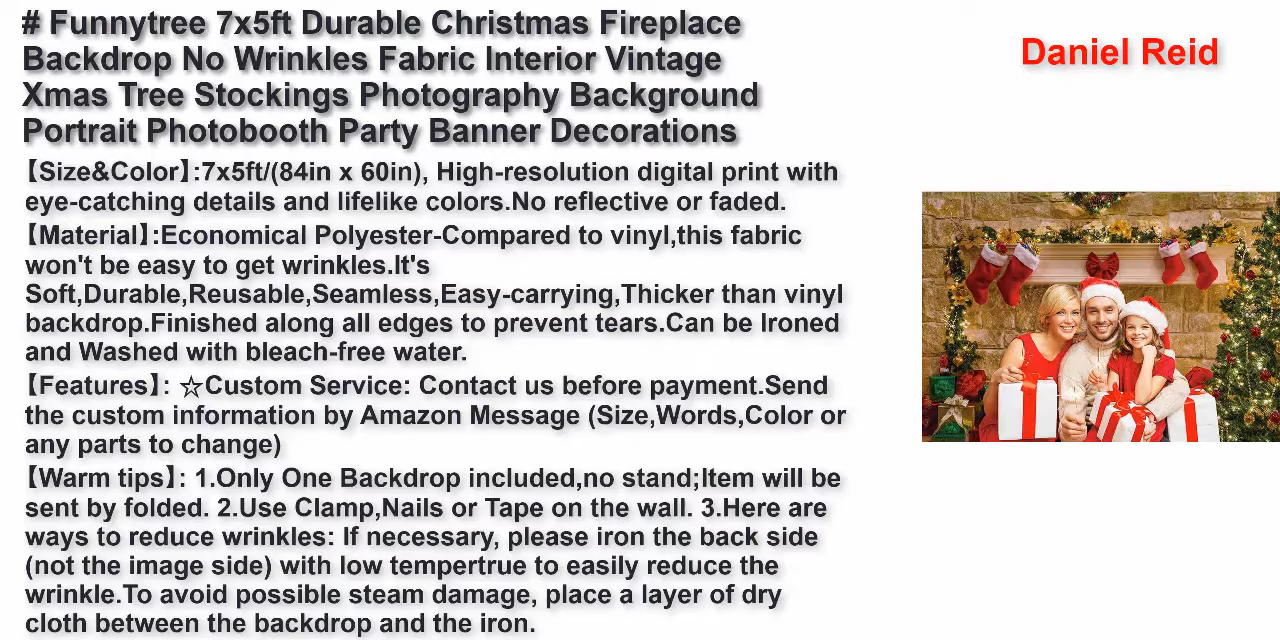 # Funnytree 7x5ft Durable Christmas Fireplace
Backdrop No Wrinkles Fabric Interior Vintage
Xmas Tree Stockings Photography Background
Portrait Photobooth Party Banner Decorations
Daniel Reid
【Size&Color】:7x5ft/(84in x 60in), High-resolution digital print with
eye-catching details and lifelike colors.No reflective or faded.
【Material】:Economical Polyester-Compared to vinyl,this fabric
won't be easy to get wrinkles.It's
Soft,Durable,Reusable,Seamless,Easy-carrying,Thicker than vinyl
backdrop.Finished along all edges to prevent tears.Can be Ironed
and Washed with bleach-free water.
【Features】: ☆Custom Service: Contact us before payment.Send
the custom information by Amazon Message (Size,Words,Color or
any parts to change)
【Warm tips】: 1.Only One Backdrop included,no stand;Item will be
sent by folded. 2.Use Clamp,Nails or Tape on the wall. 3.Here are
ways to reduce wrinkles: If necessary, please iron the back side
(not the image side) with low tempertrue to easily reduce the
wrinkle.To avoid possible steam damage, place a layer of dry
cloth between the backdrop and the iron.